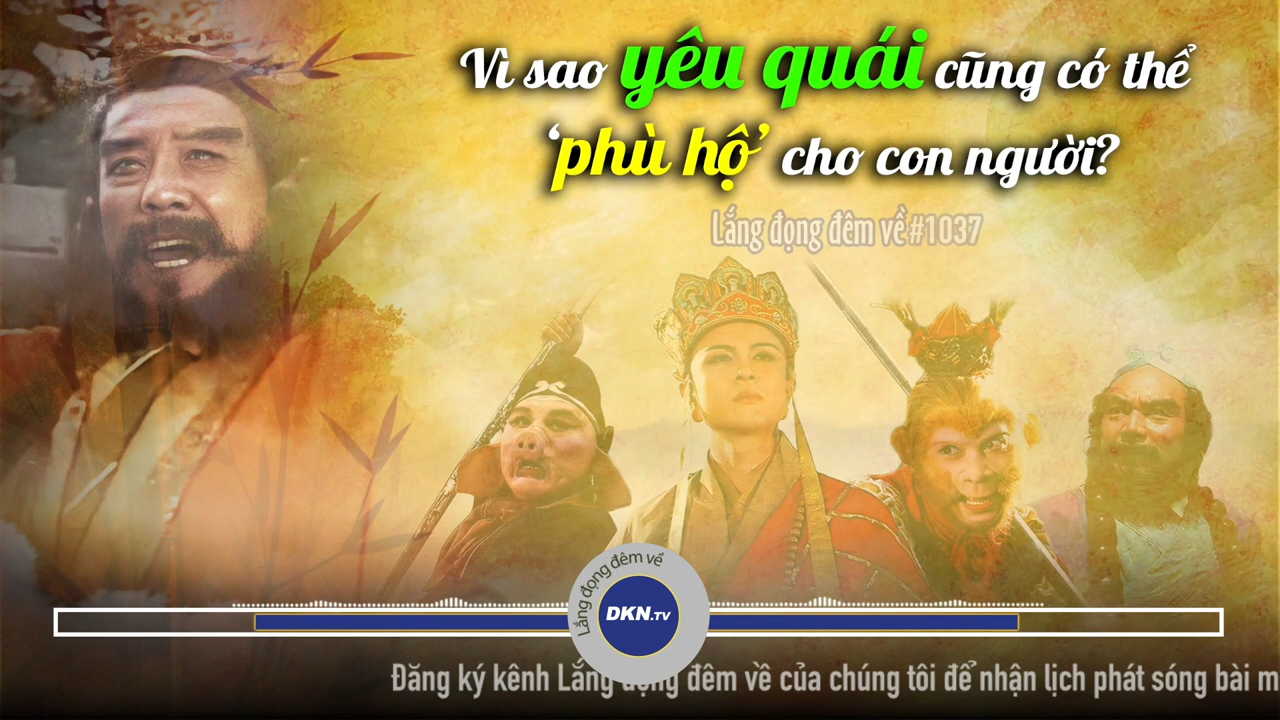 Vì sao yêu quái cũng có thể
‘phù hộ’ cho con người?
Lắng đọng đêm về #1037
Lắng đọng đêm về
DKN.TV
Đăng ký kênh Lắng đọng đêm về của chúng tôi để nhận lịch phát sóng bài m